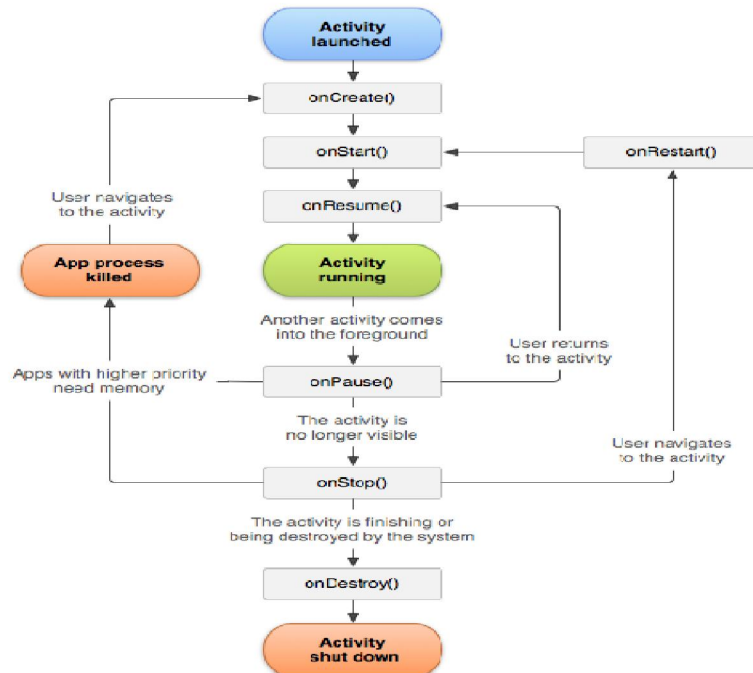 Activity
launched
onCreate()
onStart()
onRestart()
User navigates
to the activity
onResume()
App process
killed
Activity
running
Another activity comes
into the foreground
User returns
to the activity
Apps with higher priority
need memory
onPause()
The activity is
no longer visible
User navigates
to the activity
onStop()
The activity is finishing or
being destroyed by the system
onDestroy()
Activity
shut down